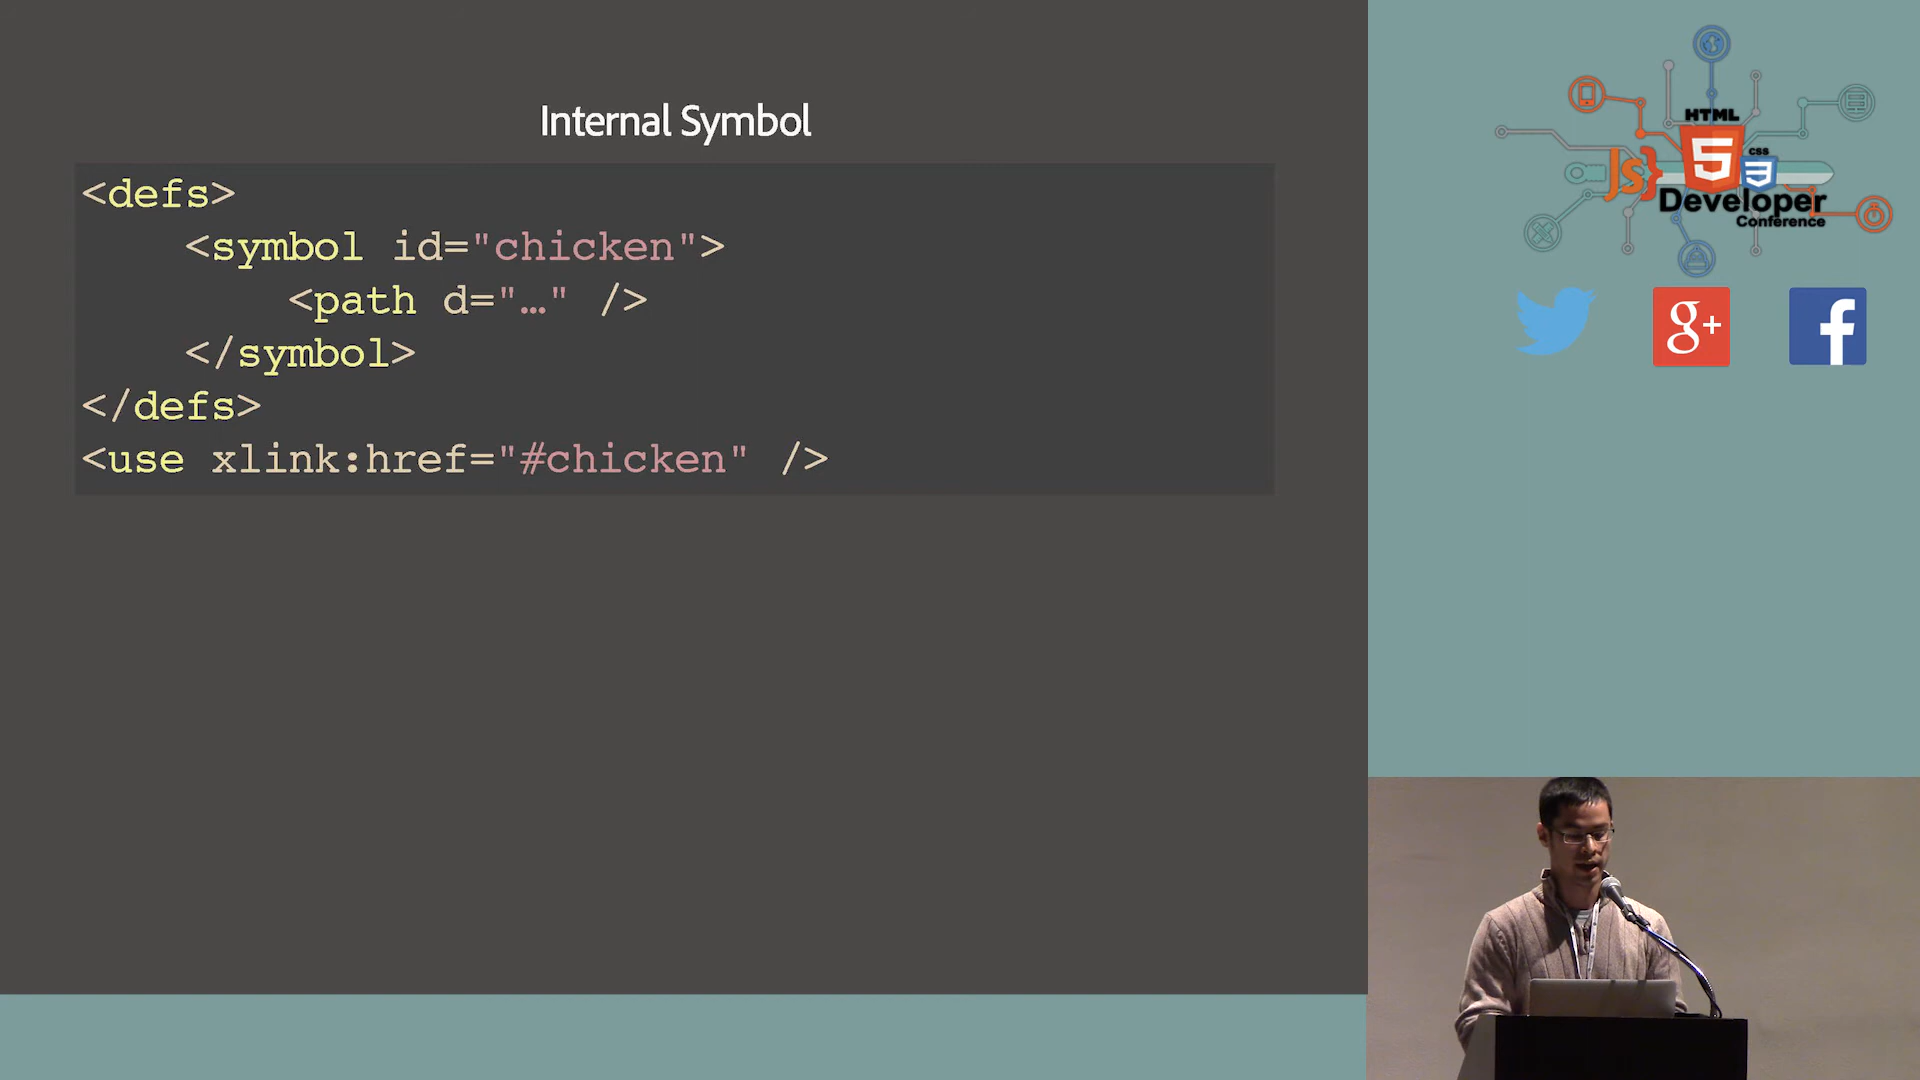 Internal Symbol
<defs>
<symbol id="chicken">
<path d="…" />
</symbol>
</defs>
<use xlink:href="#chicken" />
HTML
5
JS}
CSS
3
Developer
Conference
g+
f